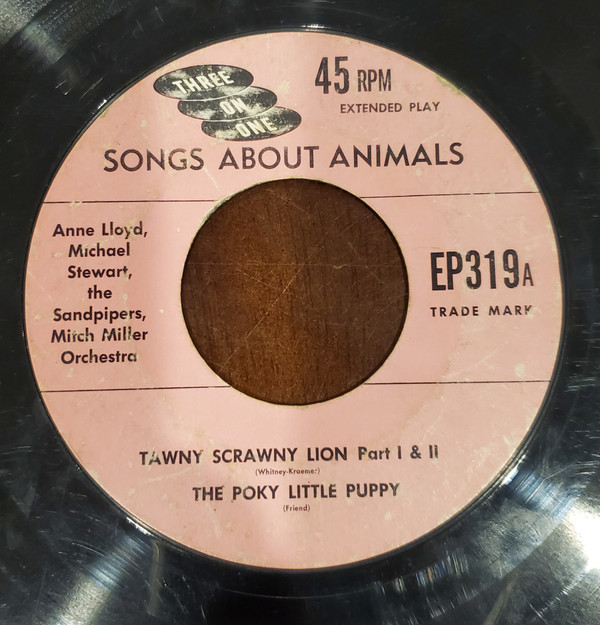 THREE
ON
ONE
45 RPM
EXTENDED PLAY
SONGS ABOUT ANIMALS
Anne Lloyd,
Michael
Stewart,
the
Sandpipers,
Mitch Miller
Orchestra
EP319A
TRADE MARK
TAWNY SCRAWNY LION Part I & II
(Whitney-Kraemer)
THE POKY LITTLE PUPPY
(Friend)